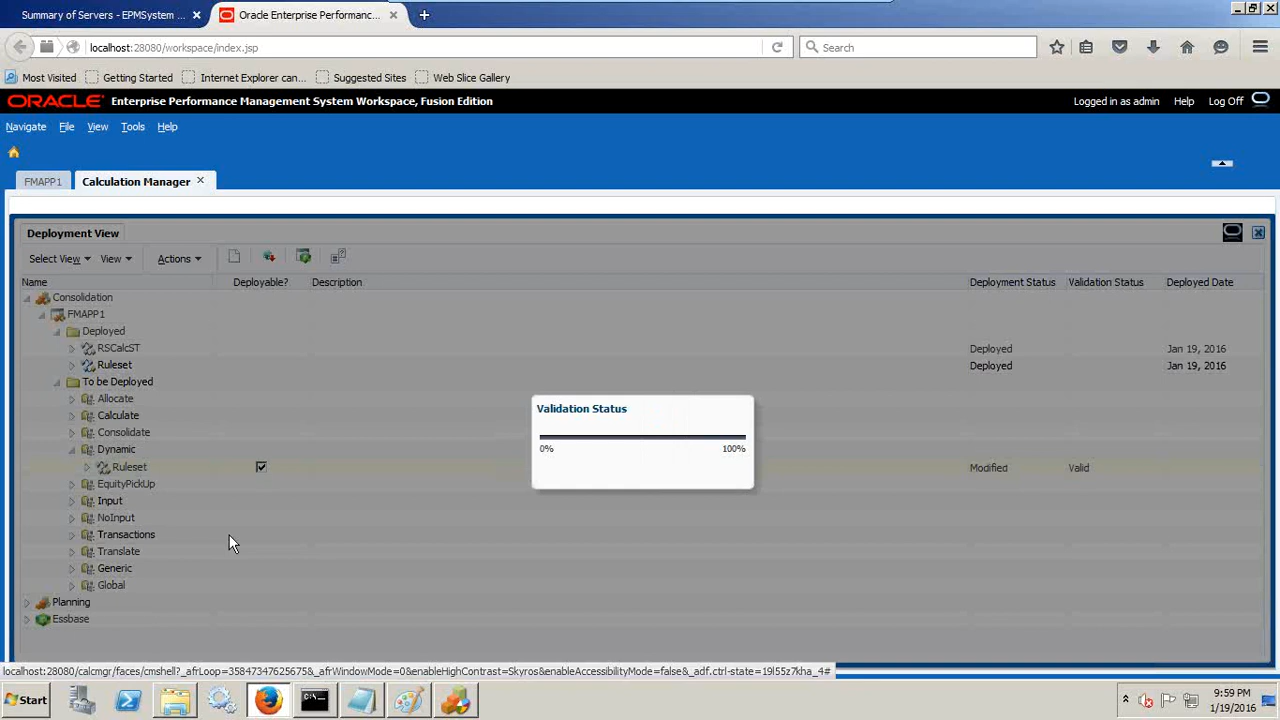 Summary of Servers - EPMSystem ...
Oracle Enterprise Performanc...
localhost:28080/workspace/index.jsp
Search
Most Visited
Getting Started
Internet Explorer can...
Suggested Sites
Web Slice Gallery
ORACLE Enterprise Performance Management System Workspace, Fusion Edition
Logged in as admin
Help
Log Off
Navigate File View Tools Help
FMAPP1
Calculation Manager
Deployment View
Select View View Actions
Name Deployable? Description Deployment Status Validation Status Deployed Date
Consolidation
FMAPP1
Deployed
RSCalcST Deployed Jan 19, 2016
Ruleset Deployed Jan 19, 2016
To be Deployed
Allocate
Calculate
Consolidate
Dynamic
Ruleset Modified Valid
EquityPickUp
Input
NoInput
Transactions
Translate
Generic
Global
Planning
Essbase
Validation Status
0% 100%
localhost:28080/calcmgr/faces/cmshell?_afrLoop=35847347625675&_afrWindowMode=0&enableHighContrast=Skyros&enableAccessibilityMode=false&_adf.ctrl-state=19l55z7kha_4#
Start
C:\.
9:59 PM
1/19/2016